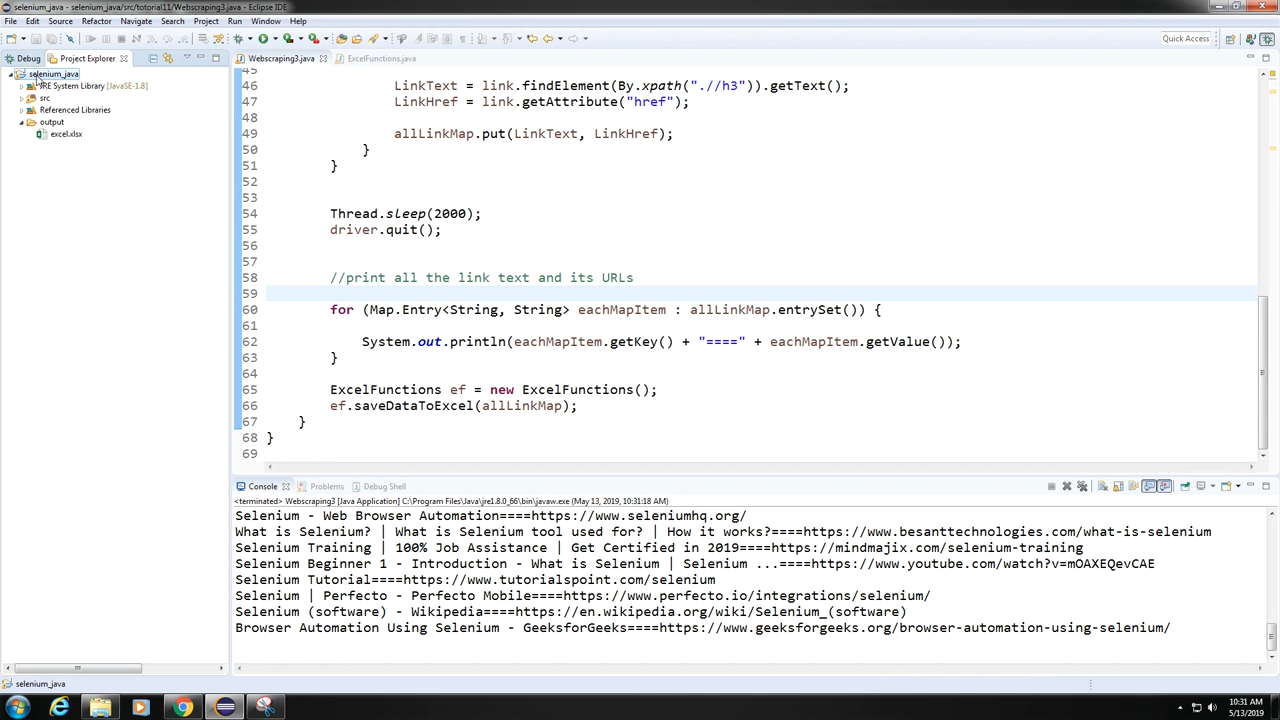 selenium_java - selenium_java/src/totorial11/Webscraping3.java - Eclipse IDE
File Edit Source Refactor Navigate Search Project Run Window Help
Quick Access
Debug Project Explorer
Webscraping3.java ExcelFunctions.java
selenium_java
JRE System Library [JavaSE-1.8]
src
Referenced Libraries
output
excel.xlsx
45
46 LinkText = link.findElement(By.xpath(".//h3")).getText();
47 LinkHref = link.getAttribute("href");
48
49 allLinkMap.put(LinkText, LinkHref);
50 }
51 }
52
53
54 Thread.sleep(2000);
55 driver.quit();
56
57
58 //print all the link text and its URLs
59
60 for (Map.Entry<String, String> eachMapItem : allLinkMap.entrySet()) {
61
62 System.out.println(eachMapItem.getKey() + "====" + eachMapItem.getValue());
63 }
64
65 ExcelFunctions ef = new ExcelFunctions();
66 ef.saveDataToExcel(allLinkMap);
67 }
68 }
69
Console Problems Debug Shell
<terminated> Webscraping3 [Java Application] C:\Program Files\Java\jre1.8.0_66\bin\javaw.exe (May 13, 2019, 10:31:18 AM)
Selenium - Web Browser Automation====https://www.seleniumhq.org/
What is Selenium? | What is Selenium tool used for? | How it works?====https://www.besanttechnologies.com/what-is-selenium
Selenium Training | 100% Job Assistance | Get Certified in 2019====https://mindmajix.com/selenium-training
Selenium Beginner 1 - Introduction - What is Selenium | Selenium ...====https://www.youtube.com/watch?v=mOAXEQevCAE
Selenium Tutorial====https://www.tutorialspoint.com/selenium
Selenium | Perfecto - Perfecto Mobile====https://www.perfecto.io/integrations/selenium/
Selenium (software) - Wikipedia====https://en.wikipedia.org/wiki/Selenium_(software)
Browser Automation Using Selenium - GeeksforGeeks====https://www.geeksforgeeks.org/browser-automation-using-selenium/
selenium_java
10:31 AM
5/13/2019